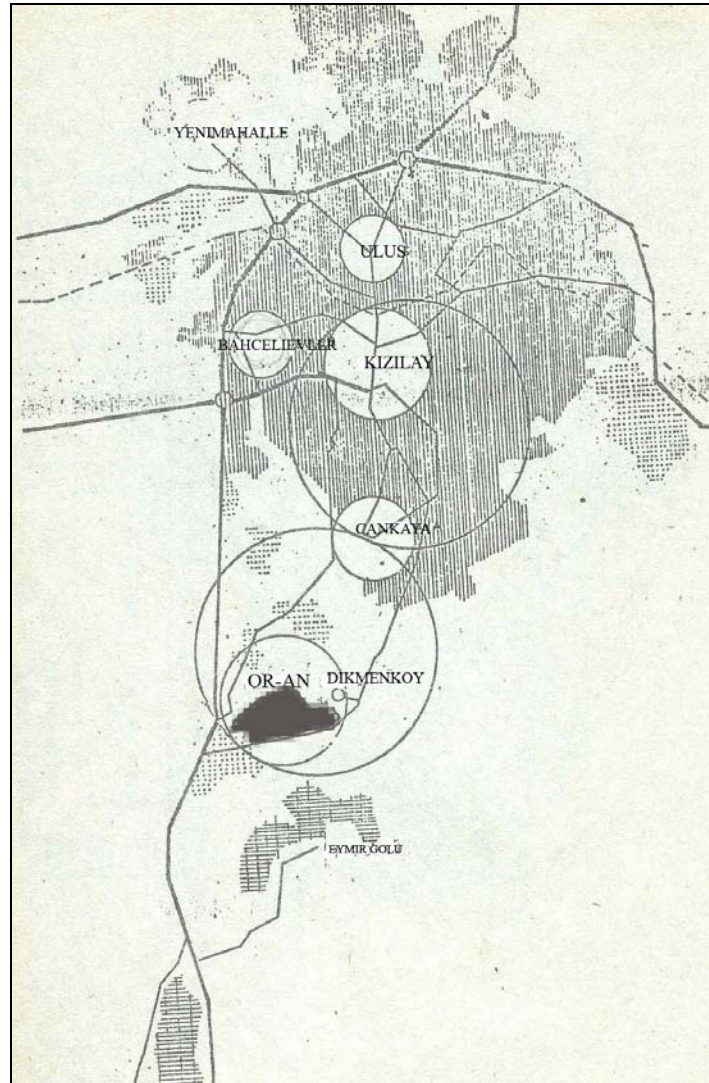 YENIMAHALLE
ULUS
BAHCELIEVLER
KIZILAY
CANKAYA
OR-AN
DIKMENKOY
EYMIR GOLU